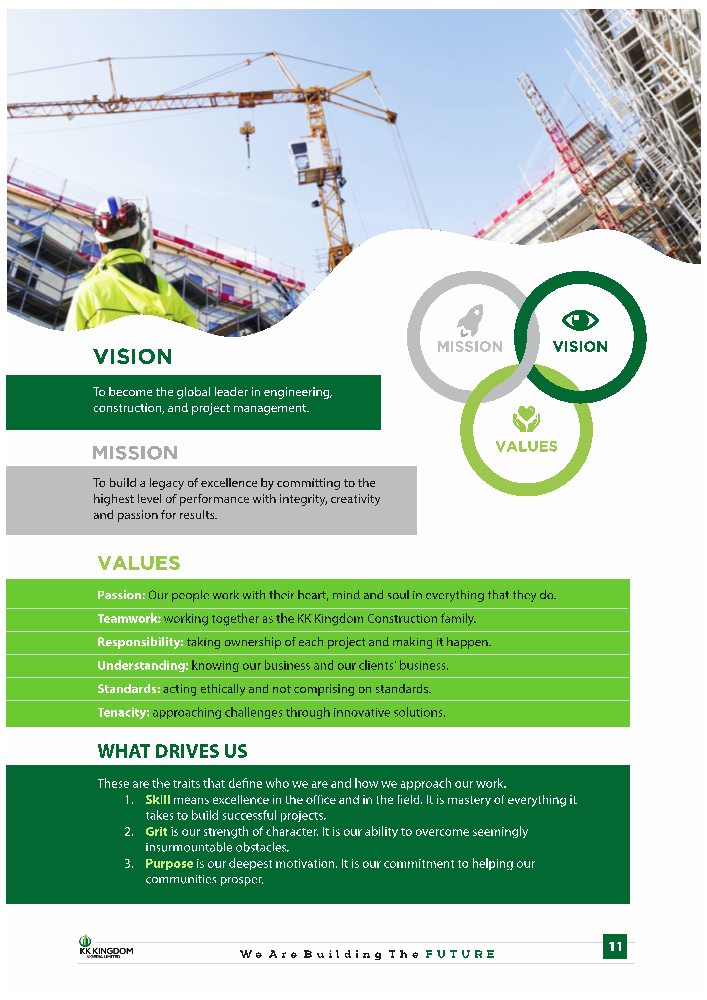 MISSION
VISION
VALUES
VISION
To become the global leader in engineering,
construction, and project management.
MISSION
To build a legacy of excellence by committing to the
highest level of performance with integrity, creativity
and passion for results.
VALUES
Passion: Our people work with their heart, mind and soul in everything that they do.
Teamwork: working together as the KK Kingdom Construction family.
Responsibility: taking ownership of each project and making it happen.
Understanding: knowing our business and our clients' business.
Standards: acting ethically and not comprising on standards.
Tenacity: approaching challenges through innovative solutions.
WHAT DRIVES US
These are the traits that define who we are and how we approach our work.
1. Skill means excellence in the office and in the field. It is mastery of everything it
takes to build successful projects.
2. Grit is our strength of character. It is our ability to overcome seemingly
insurmountable obstacles.
3. Purpose is our deepest motivation. It is our commitment to helping our
communities prosper.
KK KINGDOM
NIGERIA LIMITED
We Are Building The FUTURE
11